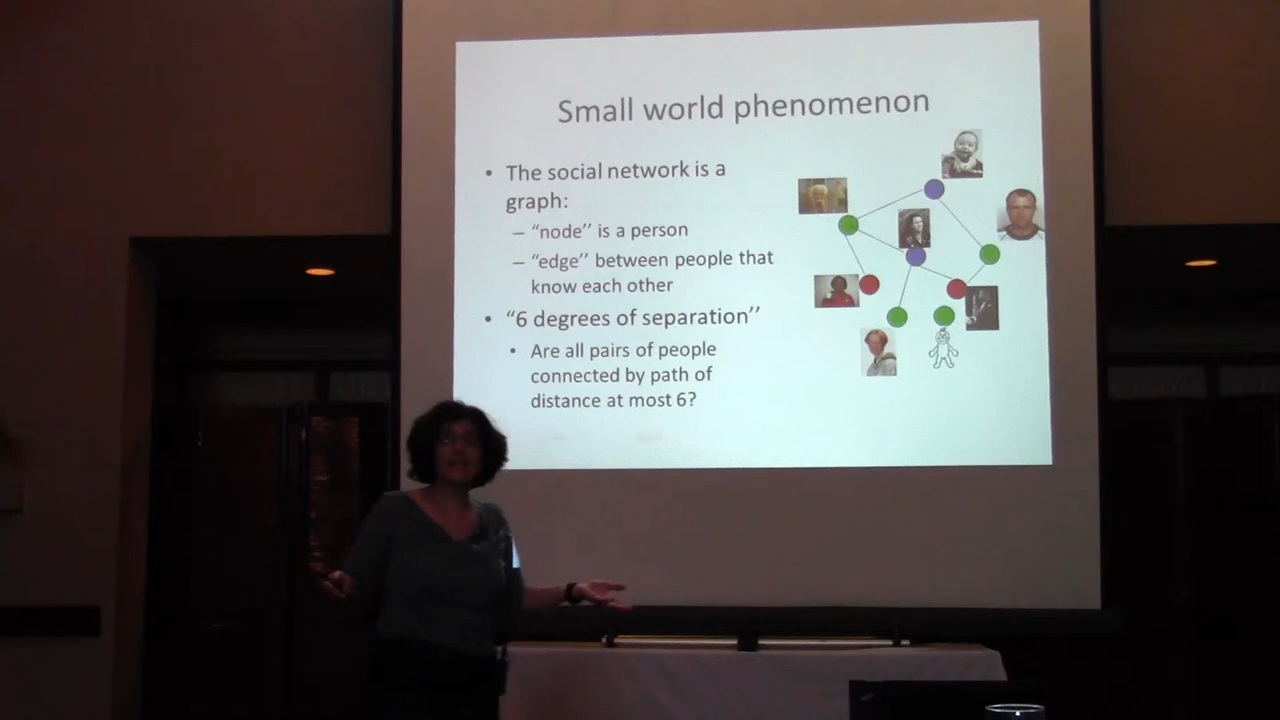 Small world phenomenon
• The social network is a
graph:
– “node’’ is a person
– “edge’’ between people that
know each other
• “6 degrees of separation’’
• Are all pairs of people
connected by path of
distance at most 6?